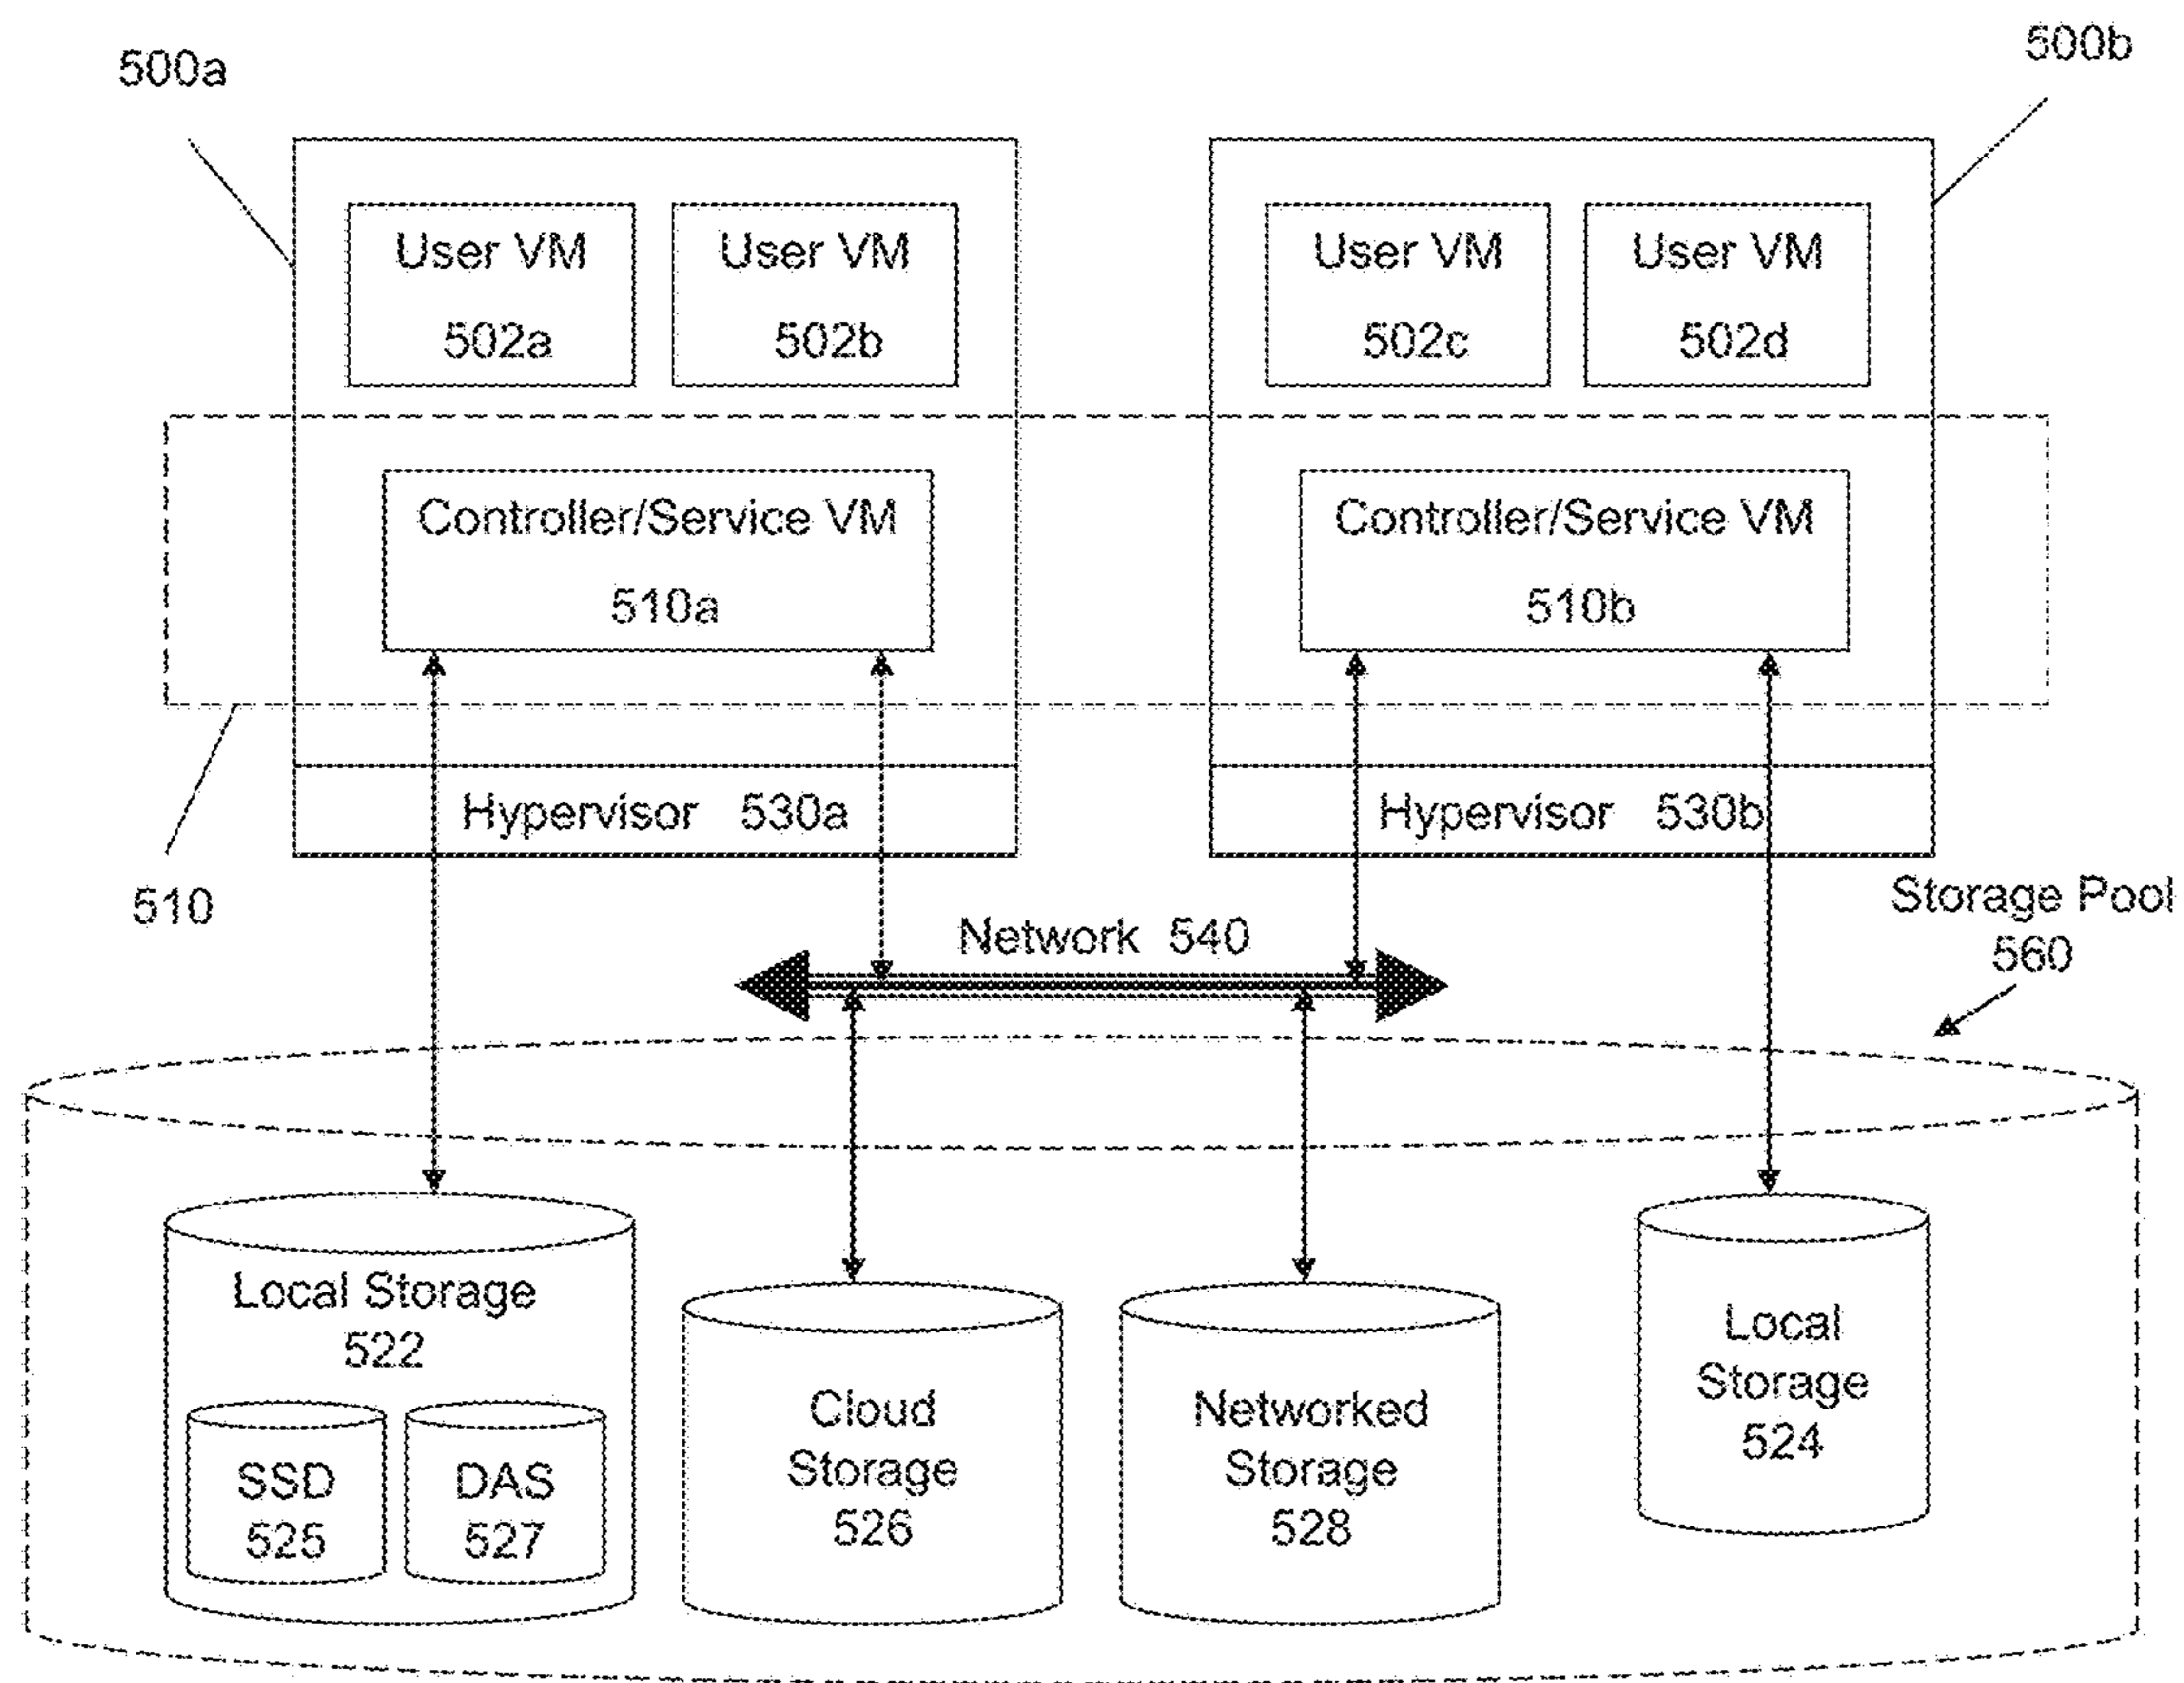 500a
500b
User VM
502a
User VM
502b
User VM
502c
User VM
502d
Controller/Service VM
510a
Controller/Service VM
510b
Hypervisor 530a
Hypervisor 530b
510
Network 540
Storage Pool
560
Local Storage
522
SSD
525
DAS
527
Cloud
Storage
526
Networked
Storage
528
Local
Storage
524